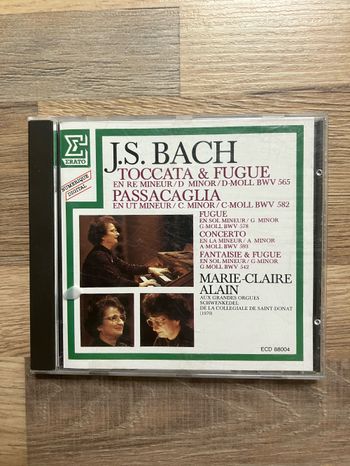 ERATO
NUMERIQUE
DIGITAL
J.S. BACH
TOCCATA & FUGUE
EN RE MINEUR/D MINOR/D-MOLL BWV 565
PASSACAGLIA
EN UT MINEUR/C MINOR/C-MOLL BWV 582
FUGUE
EN SOL MINEUR/G MINOR
G-MOLL BWV 578
CONCERTO
EN LA MINEUR/A MINOR
A-MOLL BWV 593
FANTAISIE & FUGUE
EN SOL MINEUR/G MINOR
G-MOLL BWV 542
MARIE-CLAIRE
ALAIN
AUX GRANDES ORGUES
SCHWENKEDEL
DE LA COLLEGIALE DE SAINT-DONAT
(1970)
ECD 88004